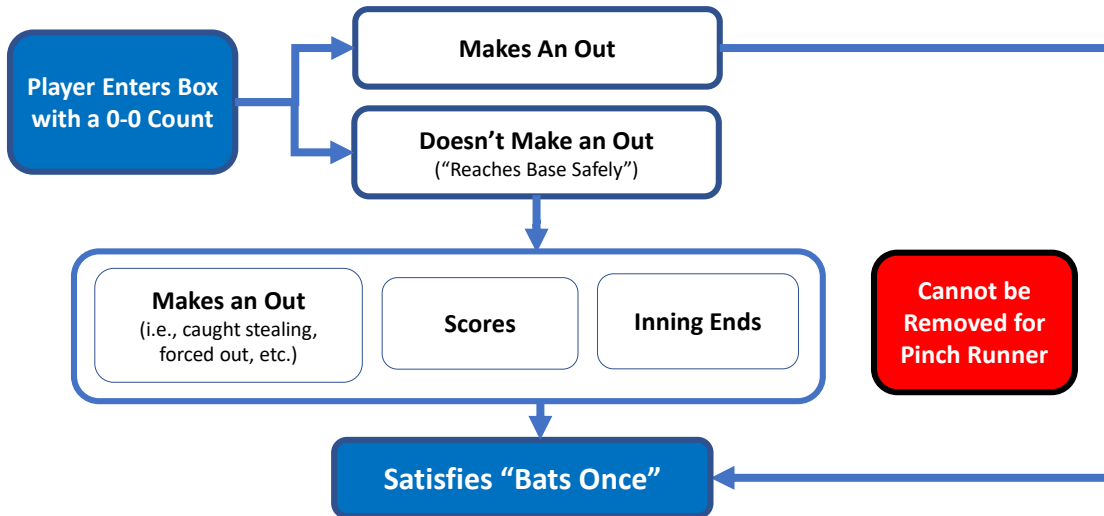 Player Enters Box
with a 0-0 Count
Makes An Out
Doesn’t Make an Out
(“Reaches Base Safely”)
Makes an Out
(i.e., caught stealing,
forced out, etc.)
Scores
Inning Ends
Cannot be
Removed for
Pinch Runner
Satisfies “Bats Once”